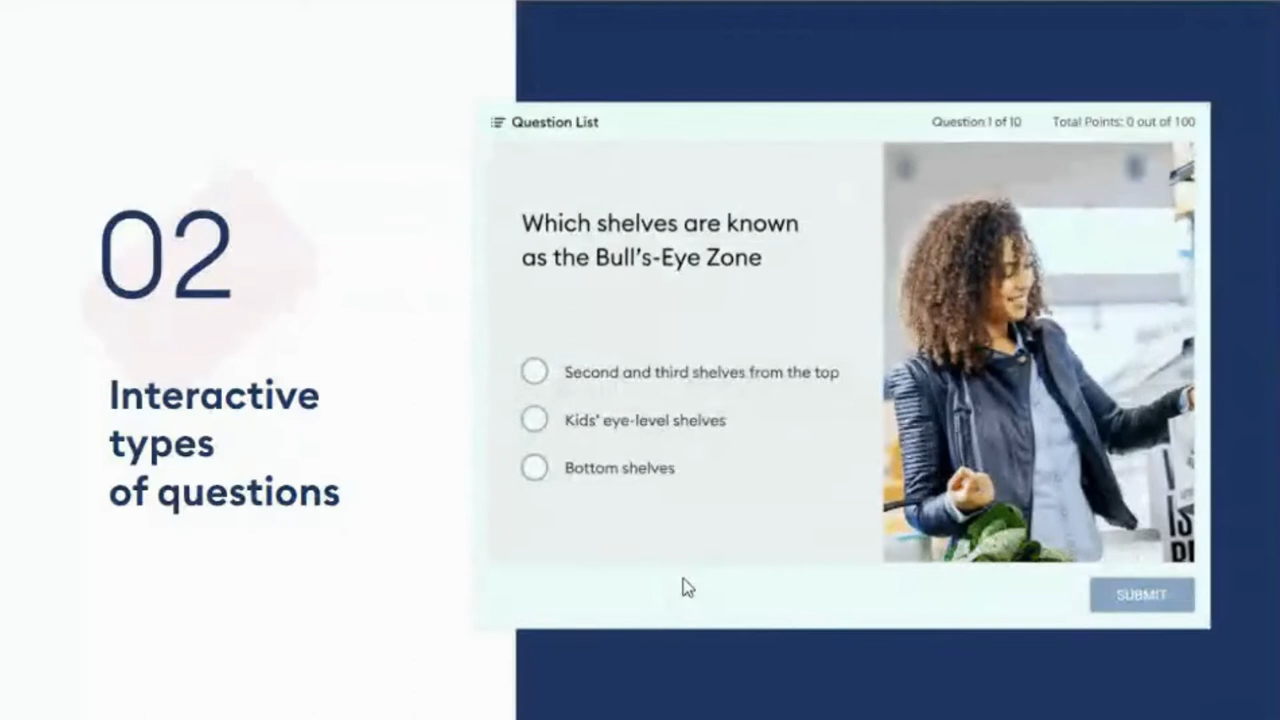 02
Interactive
types
of questions
Question List
Question 1 of 10
Total Points: 0 out of 100
Which shelves are known
as the Bull's-Eye Zone
Second and third shelves from the top
Kids' eye-level shelves
Bottom shelves
SUBMIT